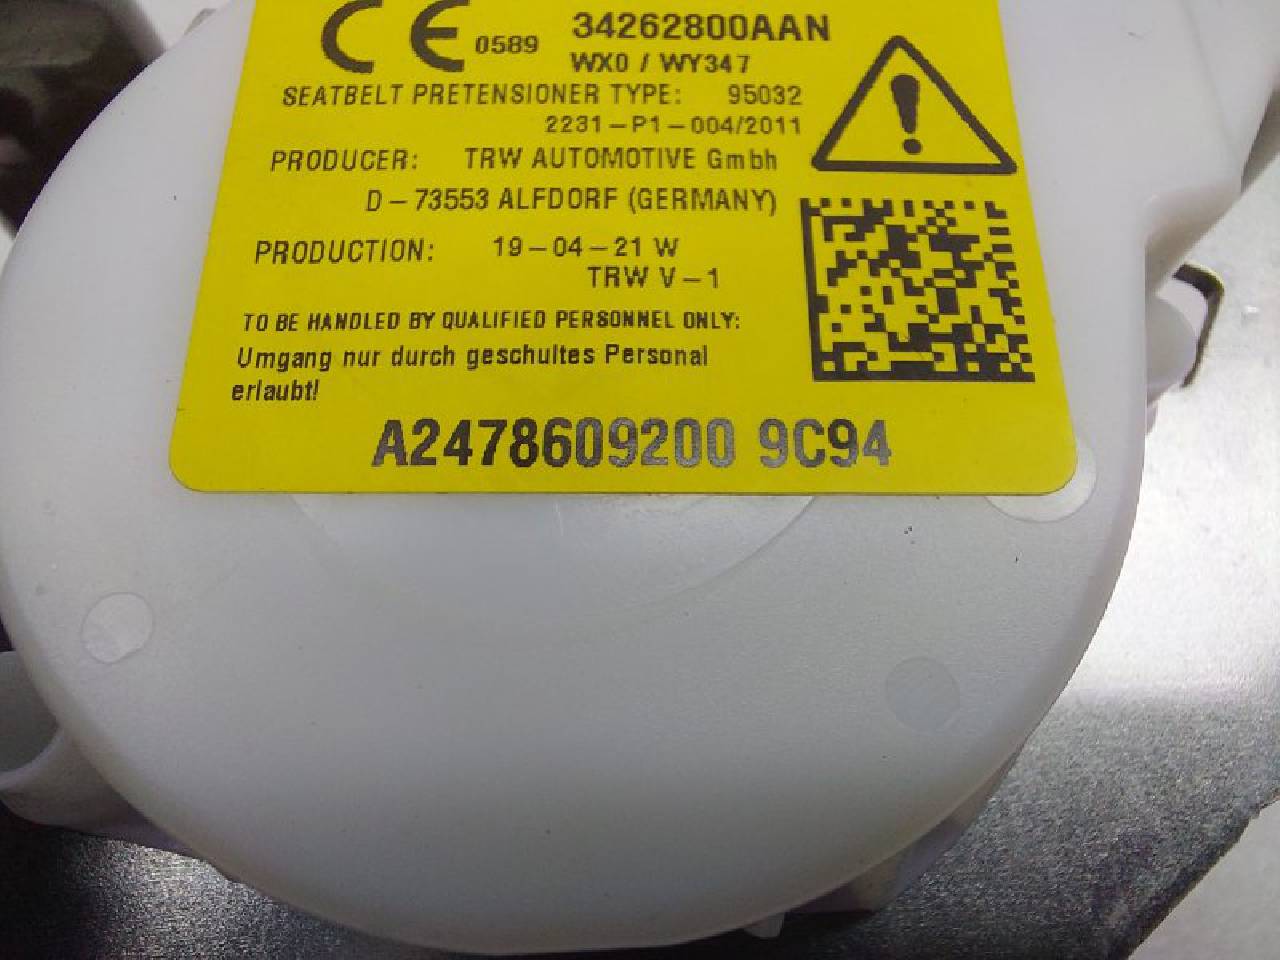 CE 0589 34262800AAN
WX0 / WY347
SEATBELT PRETENSIONER TYPE: 95032
2231-P1-004/2011
PRODUCER: TRW AUTOMOTIVE Gmbh
D-73553 ALFDORF (GERMANY)
PRODUCTION: 19-04-21 W
TRW V-1
TO BE HANDLED BY QUALIFIED PERSONNEL ONLY:
Umgang nur durch geschultes Personal
erlaubt!
A2478609200 9C94